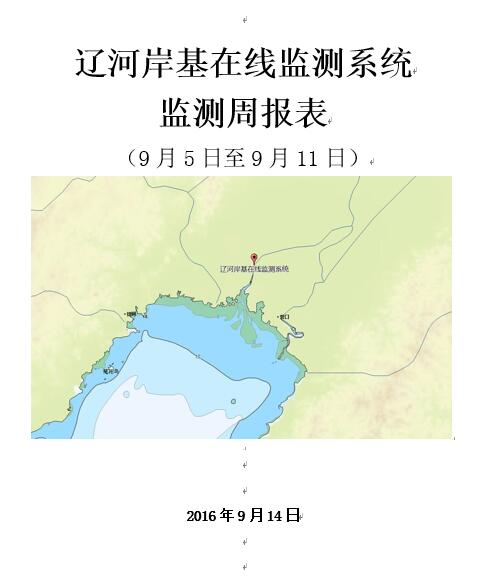 辽河岸基在线监测系统
监测周报表
（9月5日至9月11日）
辽河岸基在线监测系统
营口
2016年9月14日